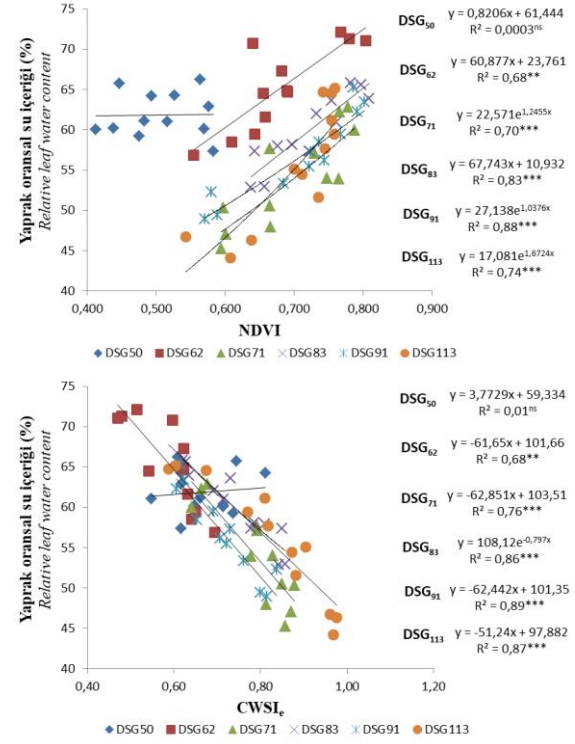 Yaprak oransal su içeriği (%)
Relative leaf water content
75
70
65
60
55
50
45
40
0,400 0,500 0,600 0,700 0,800 0,900
NDVI
DSG50 DSG62 DSG71 DSG83 DSG91 DSG113
DSG50 y = 0,8206x + 61,444
R² = 0,0003ns
DSG62 y = 60,877x + 23,761
R² = 0,68**
DSG71 y = 22,571e1,2455x
R² = 0,70***
DSG83 y = 67,743x + 10,932
R² = 0,83***
DSG91 y = 27,138e1,0376x
R² = 0,88***
DSG113 y = 17,081e1,6724x
R² = 0,74***
Yaprak oransal su içeriği (%)
Relative leaf water content
75
70
65
60
55
50
45
40
0,40 0,60 0,80 1,00 1,20
CWSIe
DSG50 DSG62 DSG71 DSG83 DSG91 DSG113
DSG50 y = 3,7729x + 59,334
R² = 0,01ns
DSG62 y = -61,65x + 101,66
R² = 0,68**
DSG71 y = -62,851x + 103,51
R² = 0,76***
DSG83 y = 108,12e-0,797x
R² = 0,86***
DSG91 y = -62,442x + 101,35
R² = 0,89***
DSG113 y = -51,24x + 97,882
R² = 0,87***